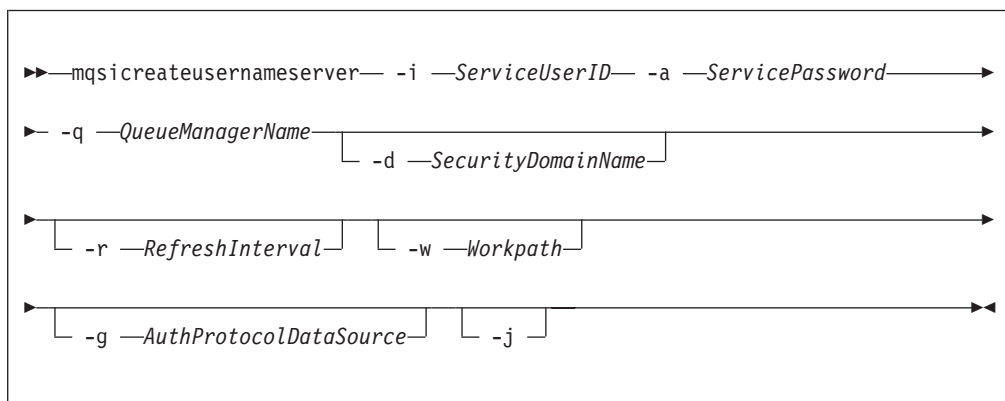 mqsicreateusernameserver -i ServiceUserID -a ServicePassword
-q QueueManagerName
-d SecurityDomainName
-r RefreshInterval -w Workpath
-g AuthProtocolDataSource -j